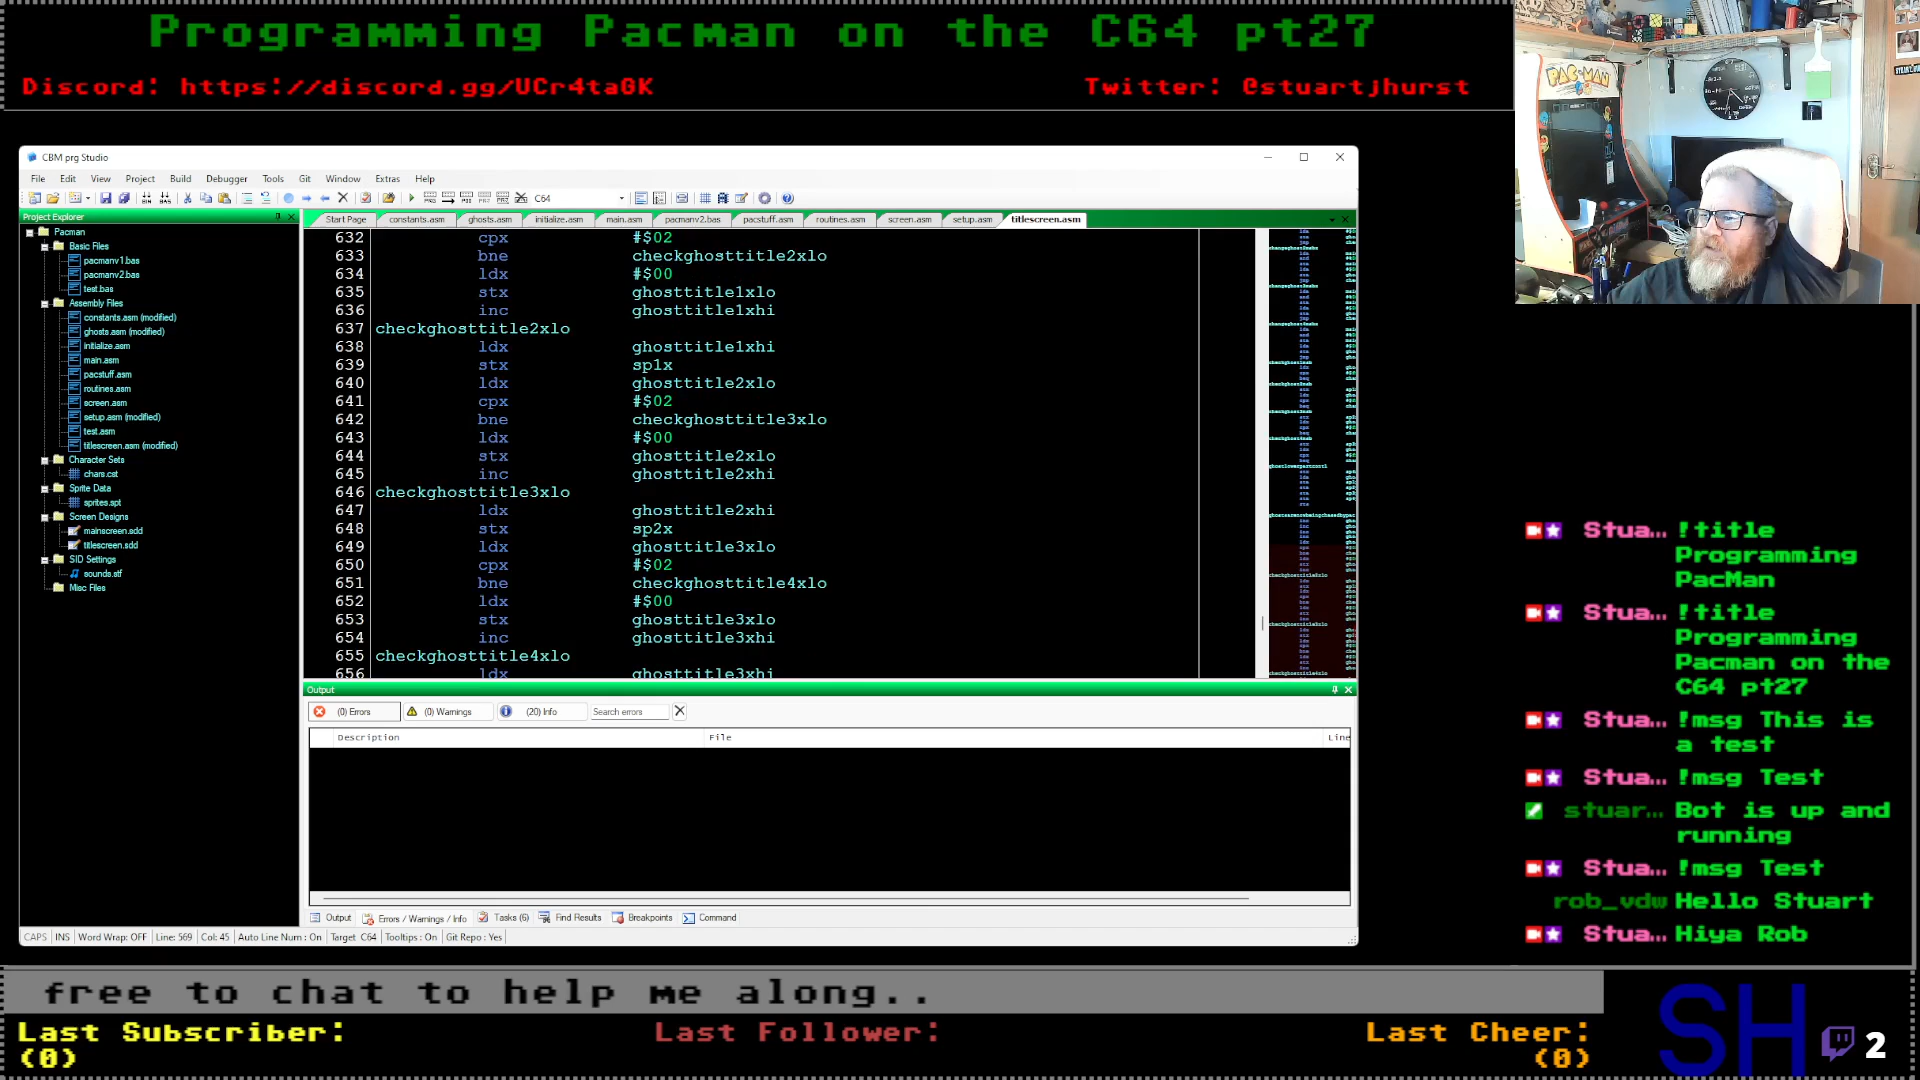 Programming Pacman on the C64 pt27
Discord: https://discord.gg/UCr4taGK
Twitter: @stuartjhurst
PAC-MAN
CBM prg Studio
File Edit View Project Build Debugger Tools Git Window Extras Help
C64
Project Explorer
Start Page constants.asm ghosts.asm initialize.asm main.asm pacmanv2.bas pacstuff.asm routines.asm screen.asm setup.asm titlescreen.asm
Pacman
Basic Files
pacmanv1.bas
pacmanv2.bas
test.bas
Assembly Files
constants.asm (modified)
ghosts.asm (modified)
initialize.asm
main.asm
pacstuff.asm
routines.asm
screen.asm
setup.asm (modified)
test.asm
titlescreen.asm (modified)
Character Sets
chars.cst
Sprite Data
sprites.spt
Screen Designs
mainscreen.sdd
titlescreen.sdd
SID Settings
sounds.stf
Misc Files
632 cpx #$02
633 bne checkghosttitle2xlo
634 ldx #$00
635 stx ghosttitle1xlo
636 inc ghosttitle1xhi
637 checkghosttitle2xlo
638 ldx ghosttitle1xhi
639 stx sp1x
640 ldx ghosttitle2xlo
641 cpx #$02
642 bne checkghosttitle3xlo
643 ldx #$00
644 stx ghosttitle2xlo
645 inc ghosttitle2xhi
646 checkghosttitle3xlo
647 ldx ghosttitle2xhi
648 stx sp2x
649 ldx ghosttitle3xlo
650 cpx #$02
651 bne checkghosttitle4xlo
652 ldx #$00
653 stx ghosttitle3xlo
654 inc ghosttitle3xhi
655 checkghosttitle4xlo
656 ldx ghosttitle3xhi
Output
(0) Errors (0) Warnings (20) Info Search errors
Description File Line
Output Errors / Warnings / Info Tasks (6) Find Results Breakpoints Command
CAPS INS Word Wrap: OFF Line: 569 Col: 45 Auto Line Num : On Target C64 Tooltips : On Git Repo : Yes
Stua... !title
Programming
PacMan
Stua... !title
Programming
Pacman on the
C64 pt27
Stua... !msg This is
a test
Stua... !msg Test
stuar... Bot is up and
running
Stua... !msg Test
rob_vdw Hello Stuart
Stua... Hiya Rob
free to chat to help me along..
Last Subscriber:
(0)
Last Follower:
Last Cheer:
(0)
SH
2